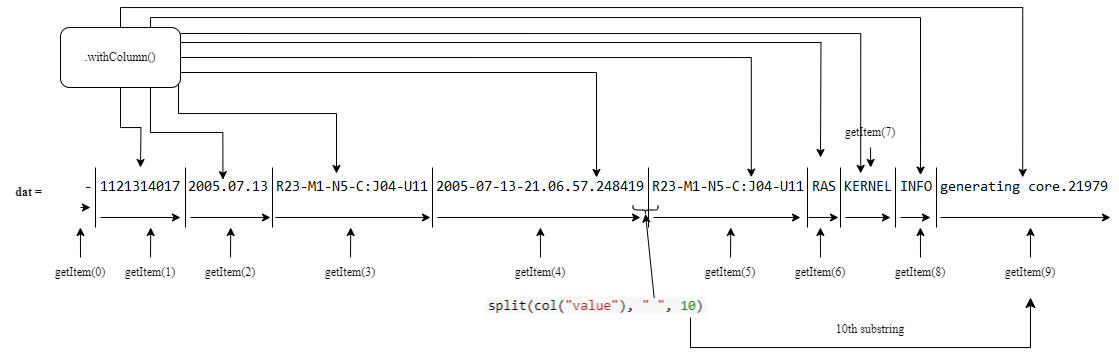 .withColumn()
getItem(7)
dat = - 1121314017 2005.07.13 R23-M1-N5-C:J04-U11 2005-07-13-21.06.57.248419 R23-M1-N5-C:J04-U11 RAS KERNEL INFO generating core.21979
getItem(0) getItem(1) getItem(2) getItem(3) getItem(4) getItem(5) getItem(6) getItem(8) getItem(9)
split(col("value"), " ", 10)
10th substring